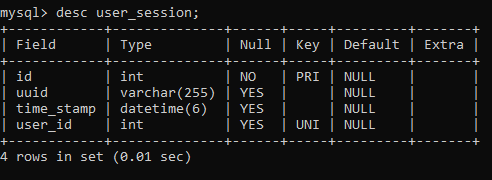 mysql> desc user_session;
+------------+--------------+------+-----+---------+-------+
| Field      | Type         | Null | Key | Default | Extra |
+------------+--------------+------+-----+---------+-------+
| id         | int          | NO   | PRI | NULL    |       |
| uuid       | varchar(255) | YES  |     | NULL    |       |
| time_stamp | datetime(6)  | YES  |     | NULL    |       |
| user_id    | int          | YES  | UNI | NULL    |       |
+------------+--------------+------+-----+---------+-------+
4 rows in set (0.01 sec)